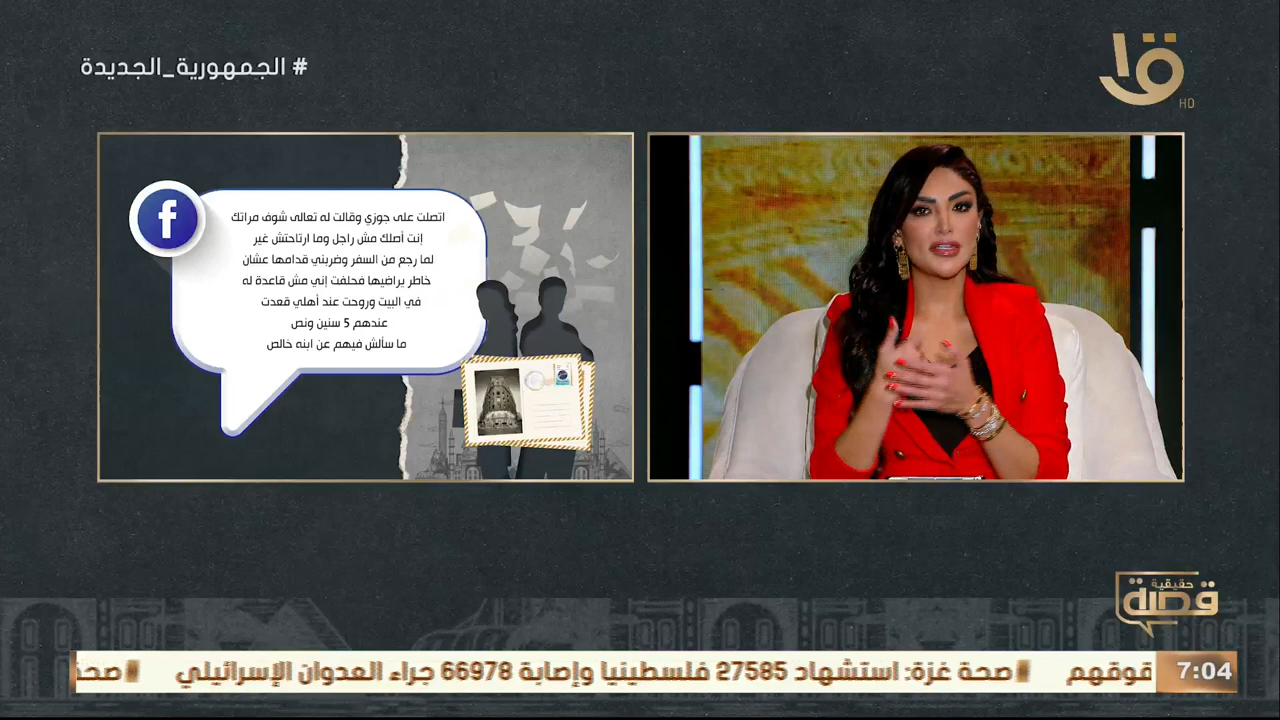 # الجمهورية_الجديدة
HD
f
اتصلت على جوزي وقالت له تعالى شوف مراتك
إنت أصلك مش راجل وما ارتاحتش غير
لما رجع من السفر وضربني قدامها عشان
خاطر يراضيها فحلفت إني مش قاعدة له
في البيت وروحت عند أهلي قعدت
عندهم 5 سنين ونص
ما سألش فيهم عن ابنه خالص
قصة
حقيقية
7:04
قوقهم
صحة غزة: استشهاد 27585 فلسطينيا وإصابة 66978 جراء العدوان الإسرائيلي
صحة